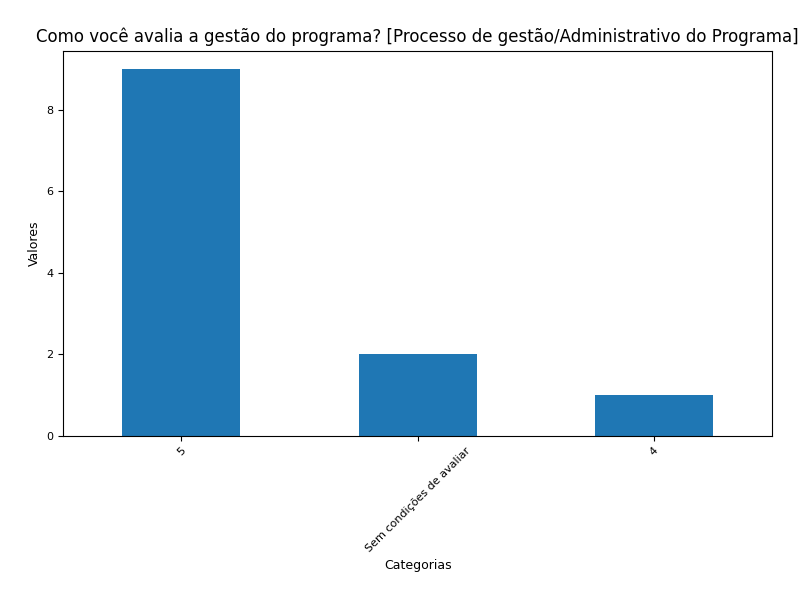 Como você avalia a gestão do programa? [Processo de gestão/Administrativo do Programa]
Valores
8
6
4
2
0
5
Sem condições de avaliar
4
Categorias